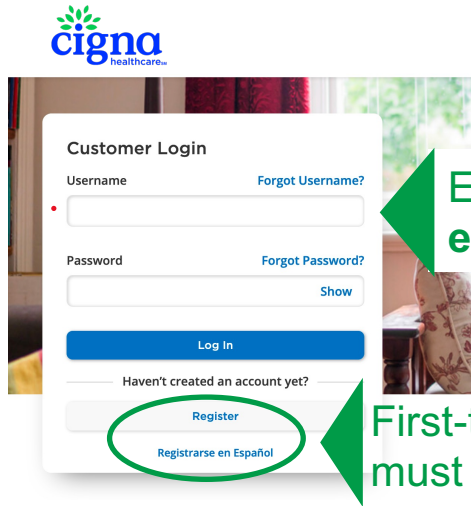 cigna
healthcare℠
Customer Login
Username Forgot Username?
Password Forgot Password?
Show
Log In
Haven't created an account yet?
Register
Registrarse en Español
First-
must